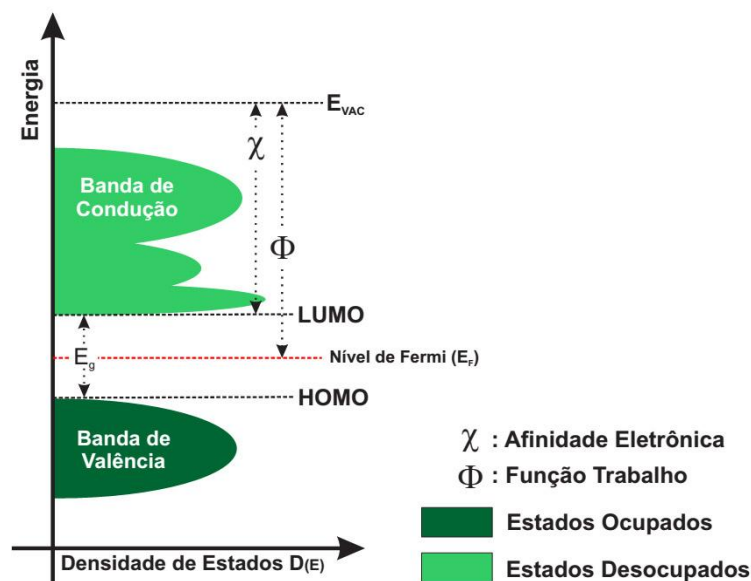 Energia
E_VAC
χ
Banda de
Condução
Φ
LUMO
E_g
Nível de Fermi (E_F)
HOMO
Banda de
Valência
χ : Afinidade Eletrônica
Φ : Função Trabalho
Estados Ocupados
Densidade de Estados D(E)
Estados Desocupados